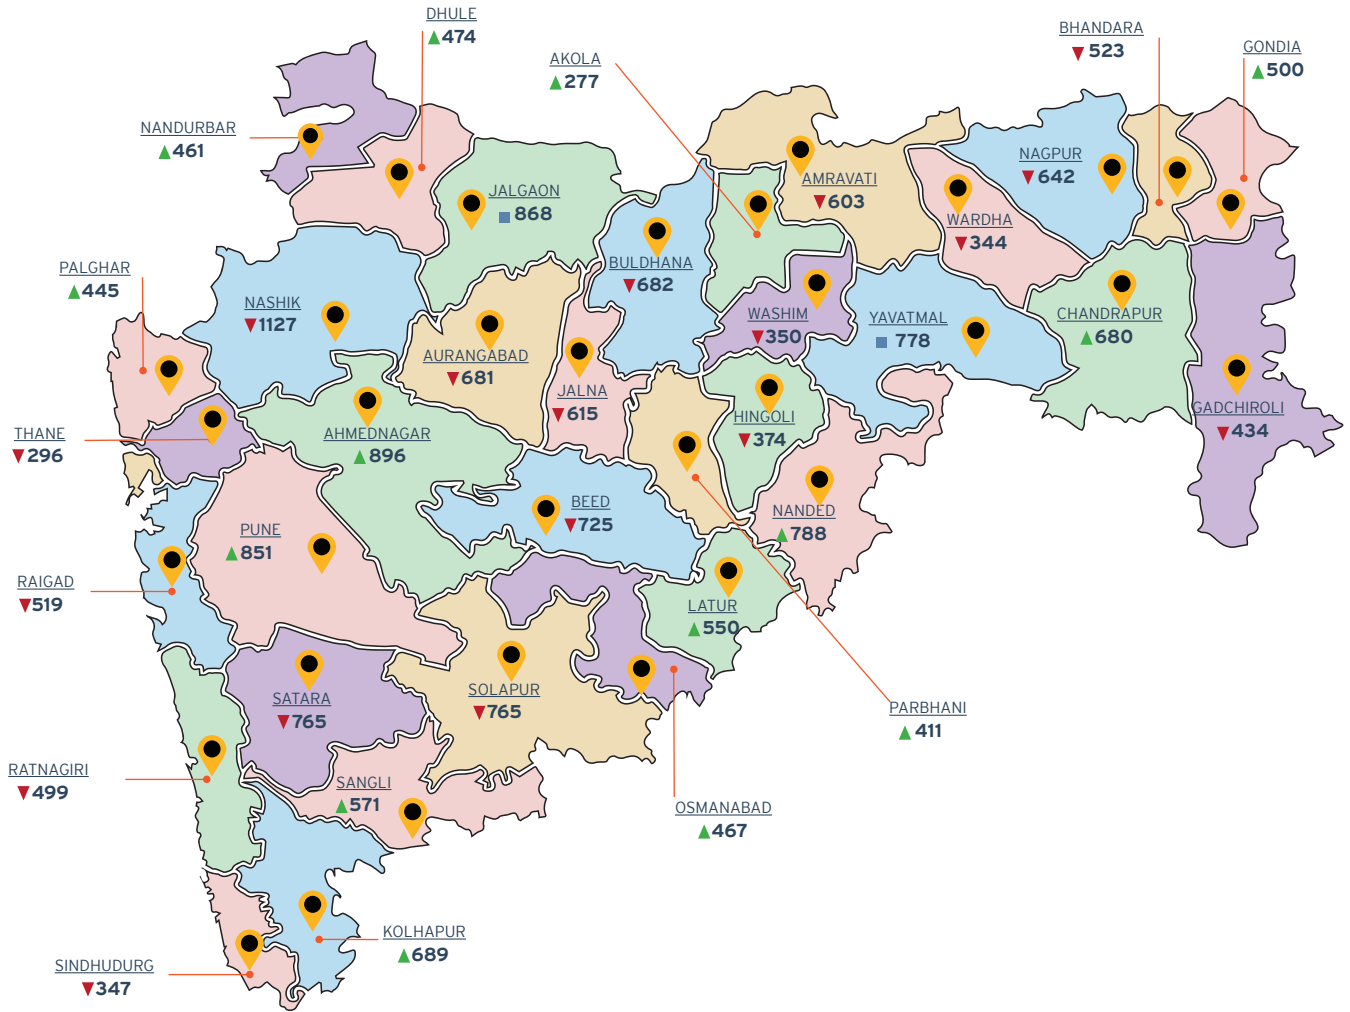 DHULE
▲474
BHANDARA
▼523
GONDIA
▲500
AKOLA
▲277
NANDURBAR
▲461
NAGPUR
▼642
AMRAVATI
▼603
JALGAON
■868
WARDHA
▼344
PALGHAR
▲445
BULDHANA
▼682
NASHIK
▼1127
WASHIM
▼350
YAVATMAL
■778
CHANDRAPUR
▲680
AURANGABAD
▼681
JALNA
▼615
GADCHIROLI
▼434
HINGOLI
▼374
THANE
▼296
AHMEDNAGAR
▲896
BEED
▼725
NANDED
▲788
PUNE
▲851
RAIGAD
▼519
LATUR
▲550
SATARA
▼765
SOLAPUR
▼765
PARBHANI
▲411
RATNAGIRI
▼499
SANGLI
▲571
OSMANABAD
▲467
KOLHAPUR
▲689
SINDHUDURG
▼347